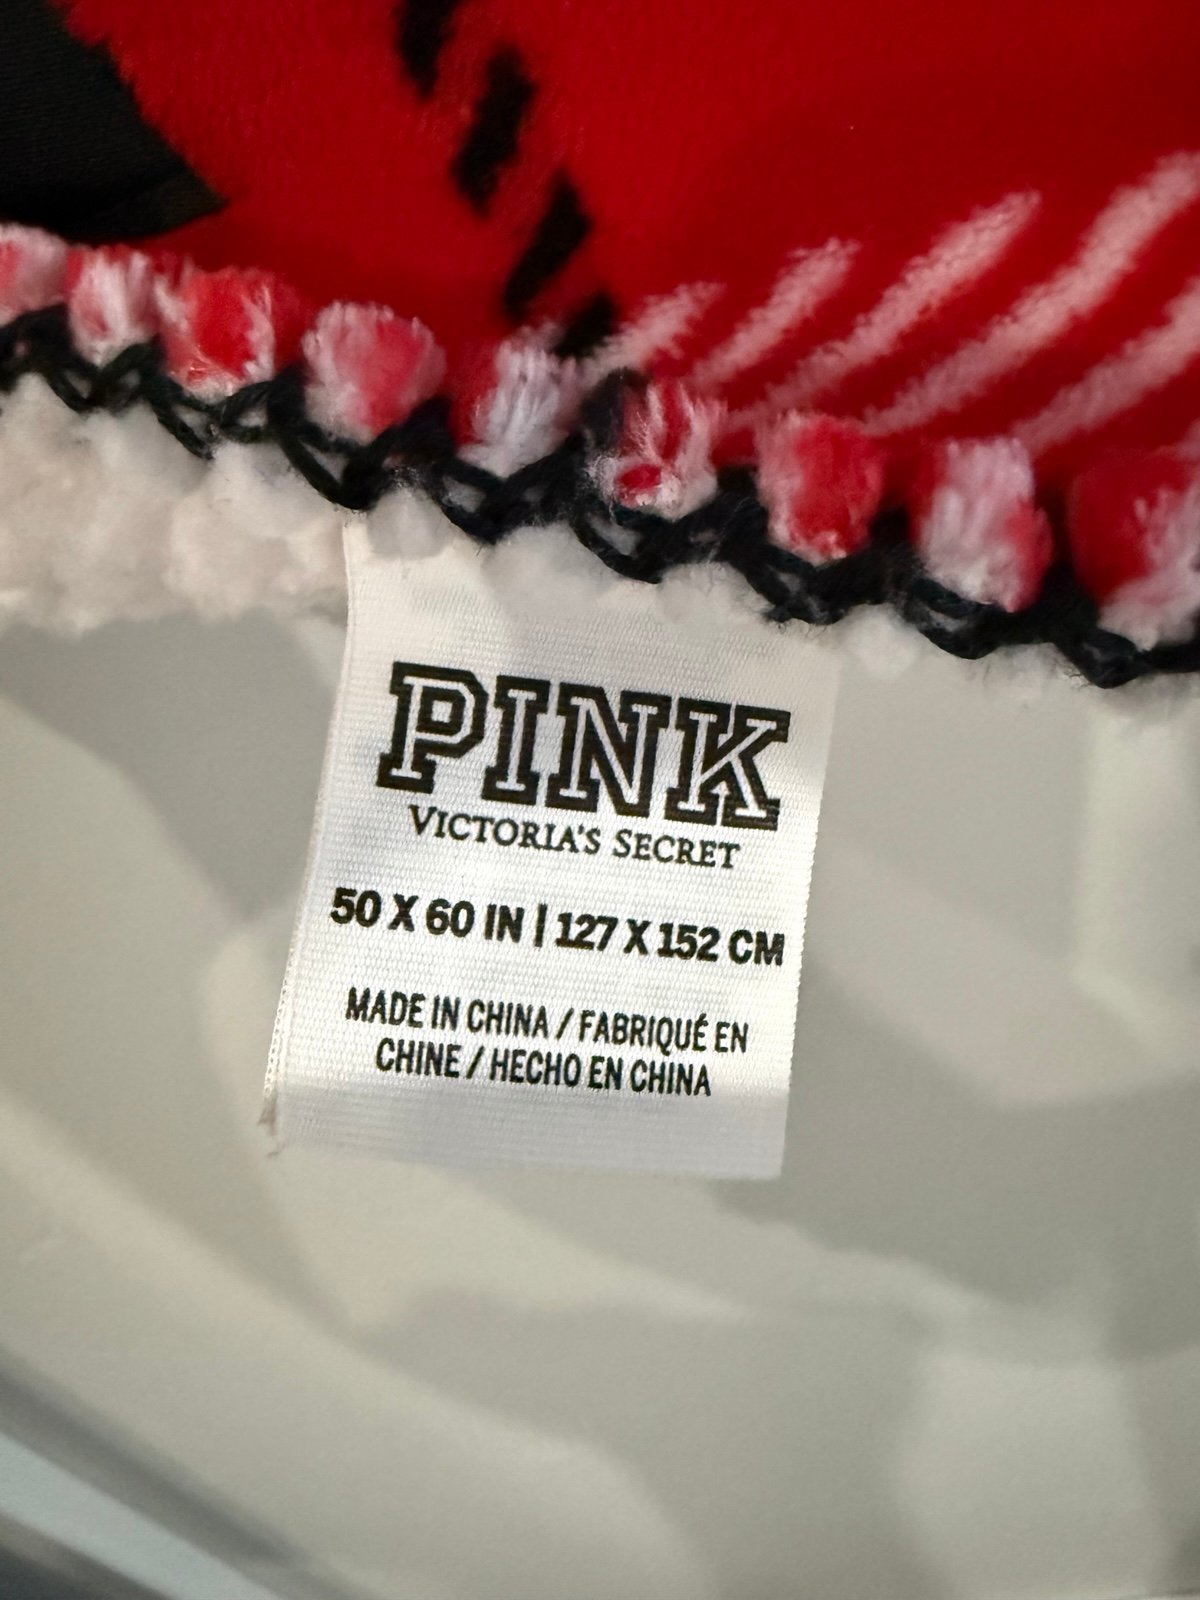 PINK
VICTORIA'S SECRET
50 X 60 IN | 127 X 152 CM
MADE IN CHINA / FABRIQUÉ EN
CHINE / HECHO EN CHINA